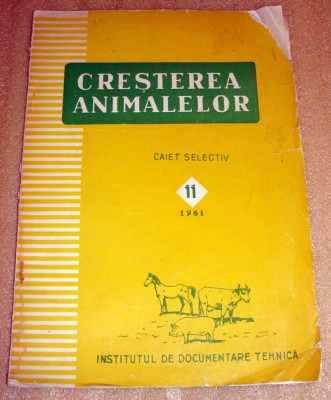 CREȘTEREA
ANIMALELOR
CAIET SELECTIV
11
1961
INSTITUTUL DE DOCUMENTARE TEHNICĂ